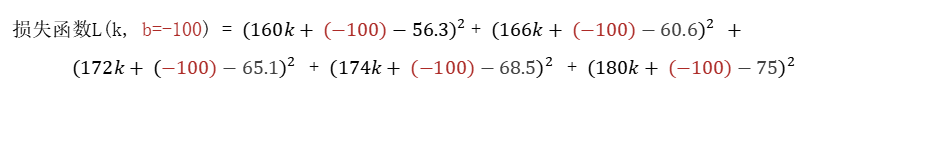 损失函数L(k, b=-100) = (160k + (−100) − 56.3)² + (166k + (−100) − 60.6)² +
(172k + (−100) − 65.1)² + (174k + (−100) − 68.5)² + (180k + (−100) − 75)²